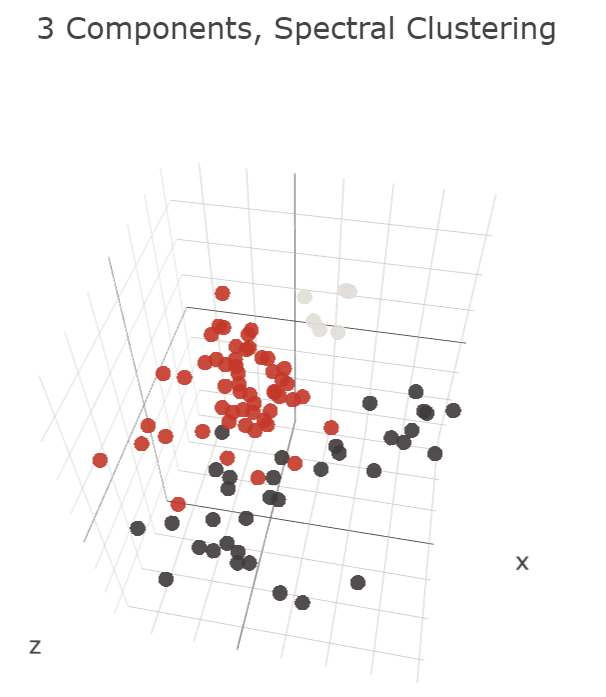 3 Components, Spectral Clustering
x
z